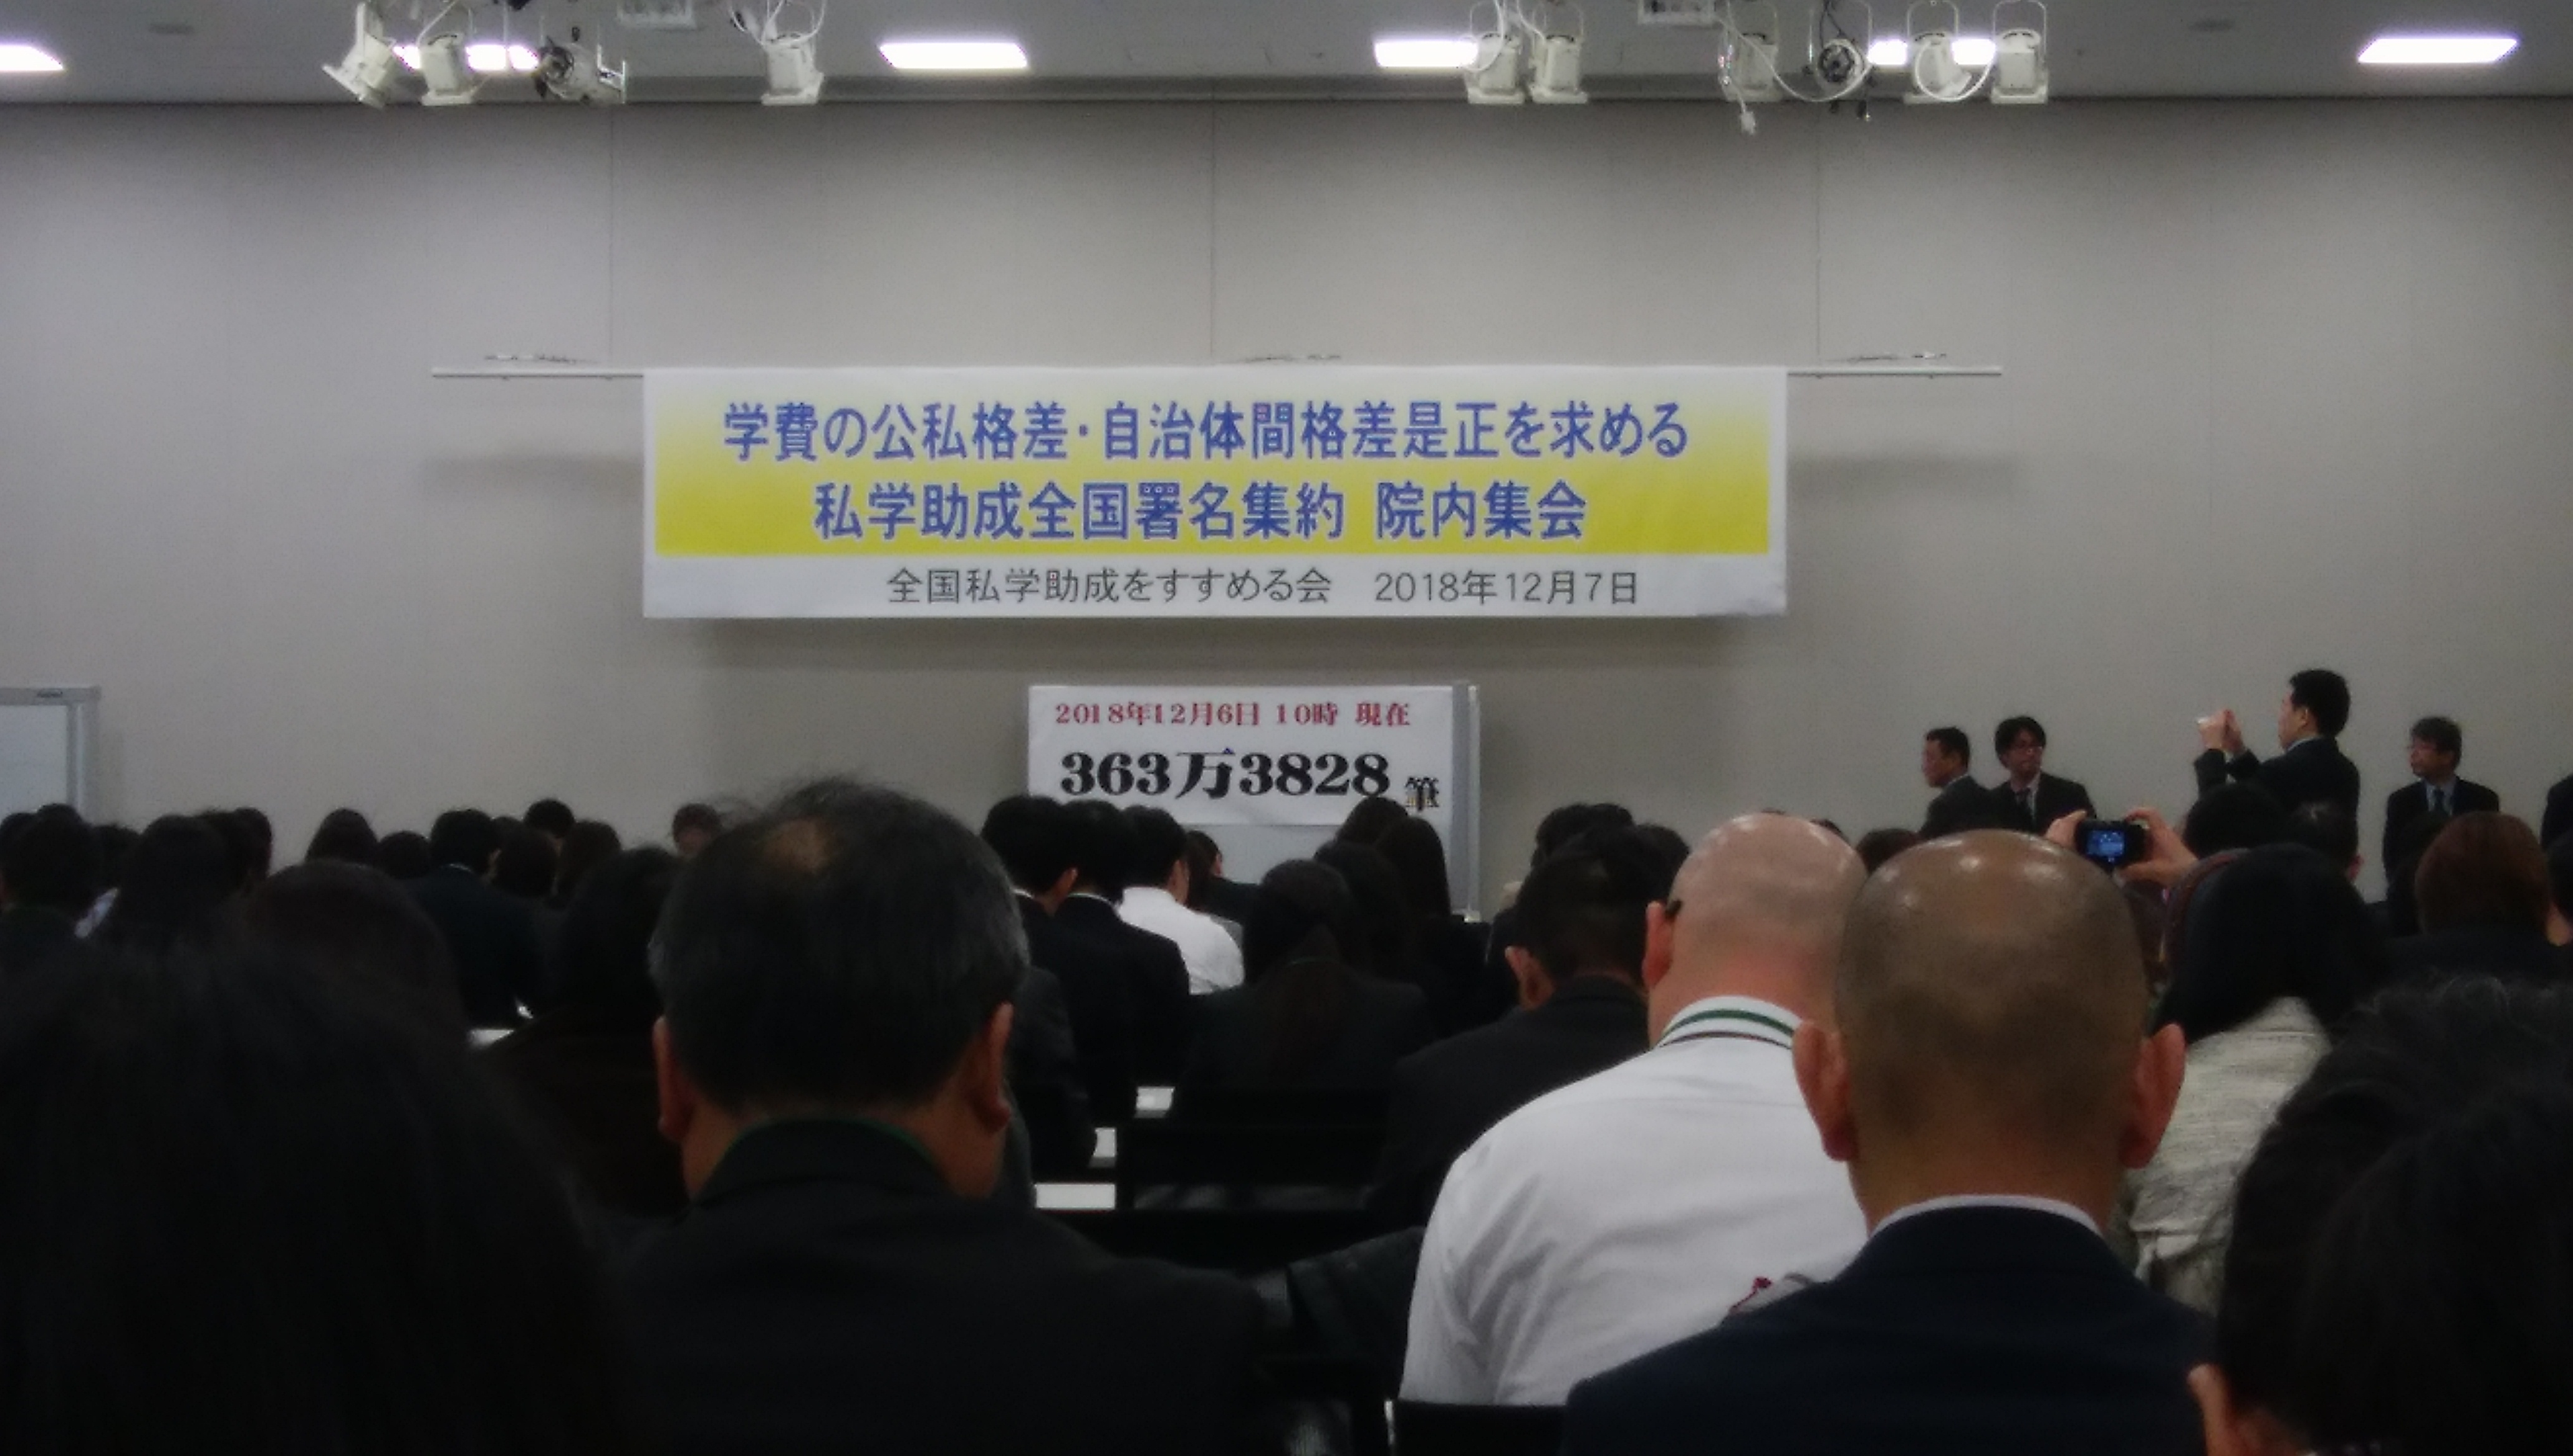 学費の公私格差・自治体間格差是正を求める
私学助成全国署名集約 院内集会
全国私学助成をすすめる会 2018年12月7日
2018年12月6日 10時 現在
363万3828 筆